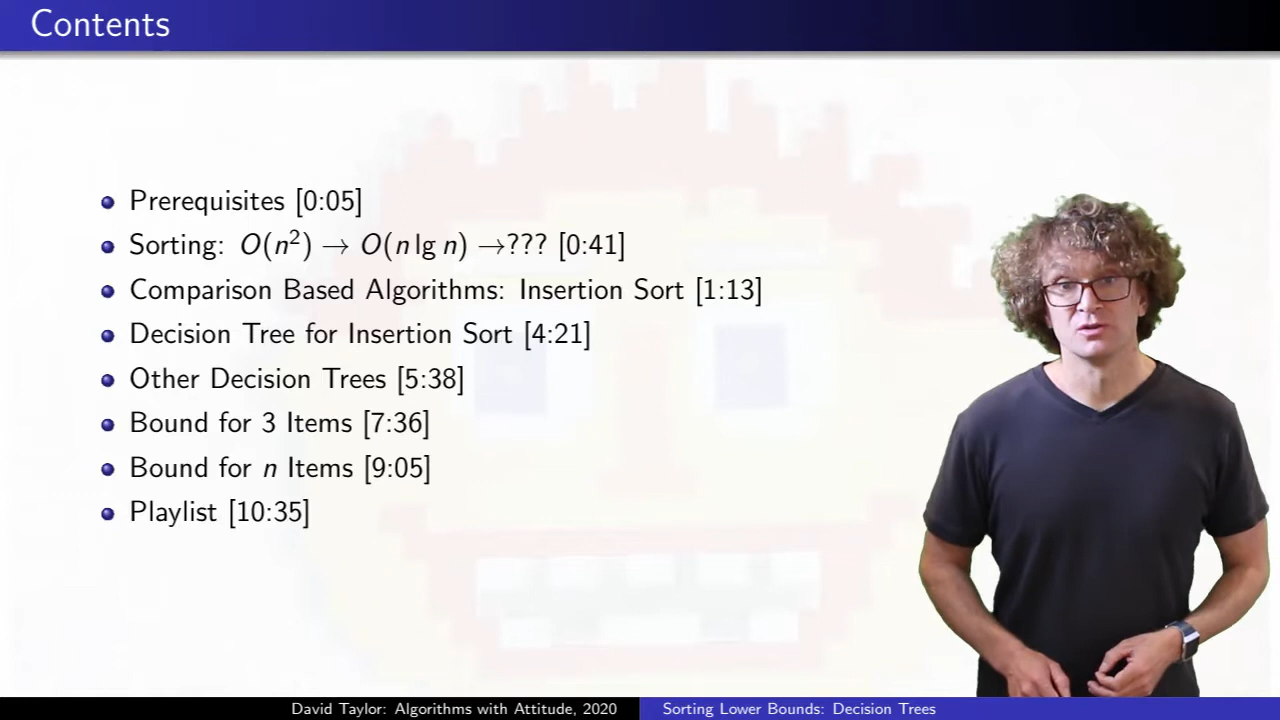 Contents
Prerequisites [0:05]
Sorting: O(n²) → O(n lg n) →??? [0:41]
Comparison Based Algorithms: Insertion Sort [1:13]
Decision Tree for Insertion Sort [4:21]
Other Decision Trees [5:38]
Bound for 3 Items [7:36]
Bound for n Items [9:05]
Playlist [10:35]
David Taylor: Algorithms with Attitude, 2020
Sorting Lower Bounds: Decision Trees